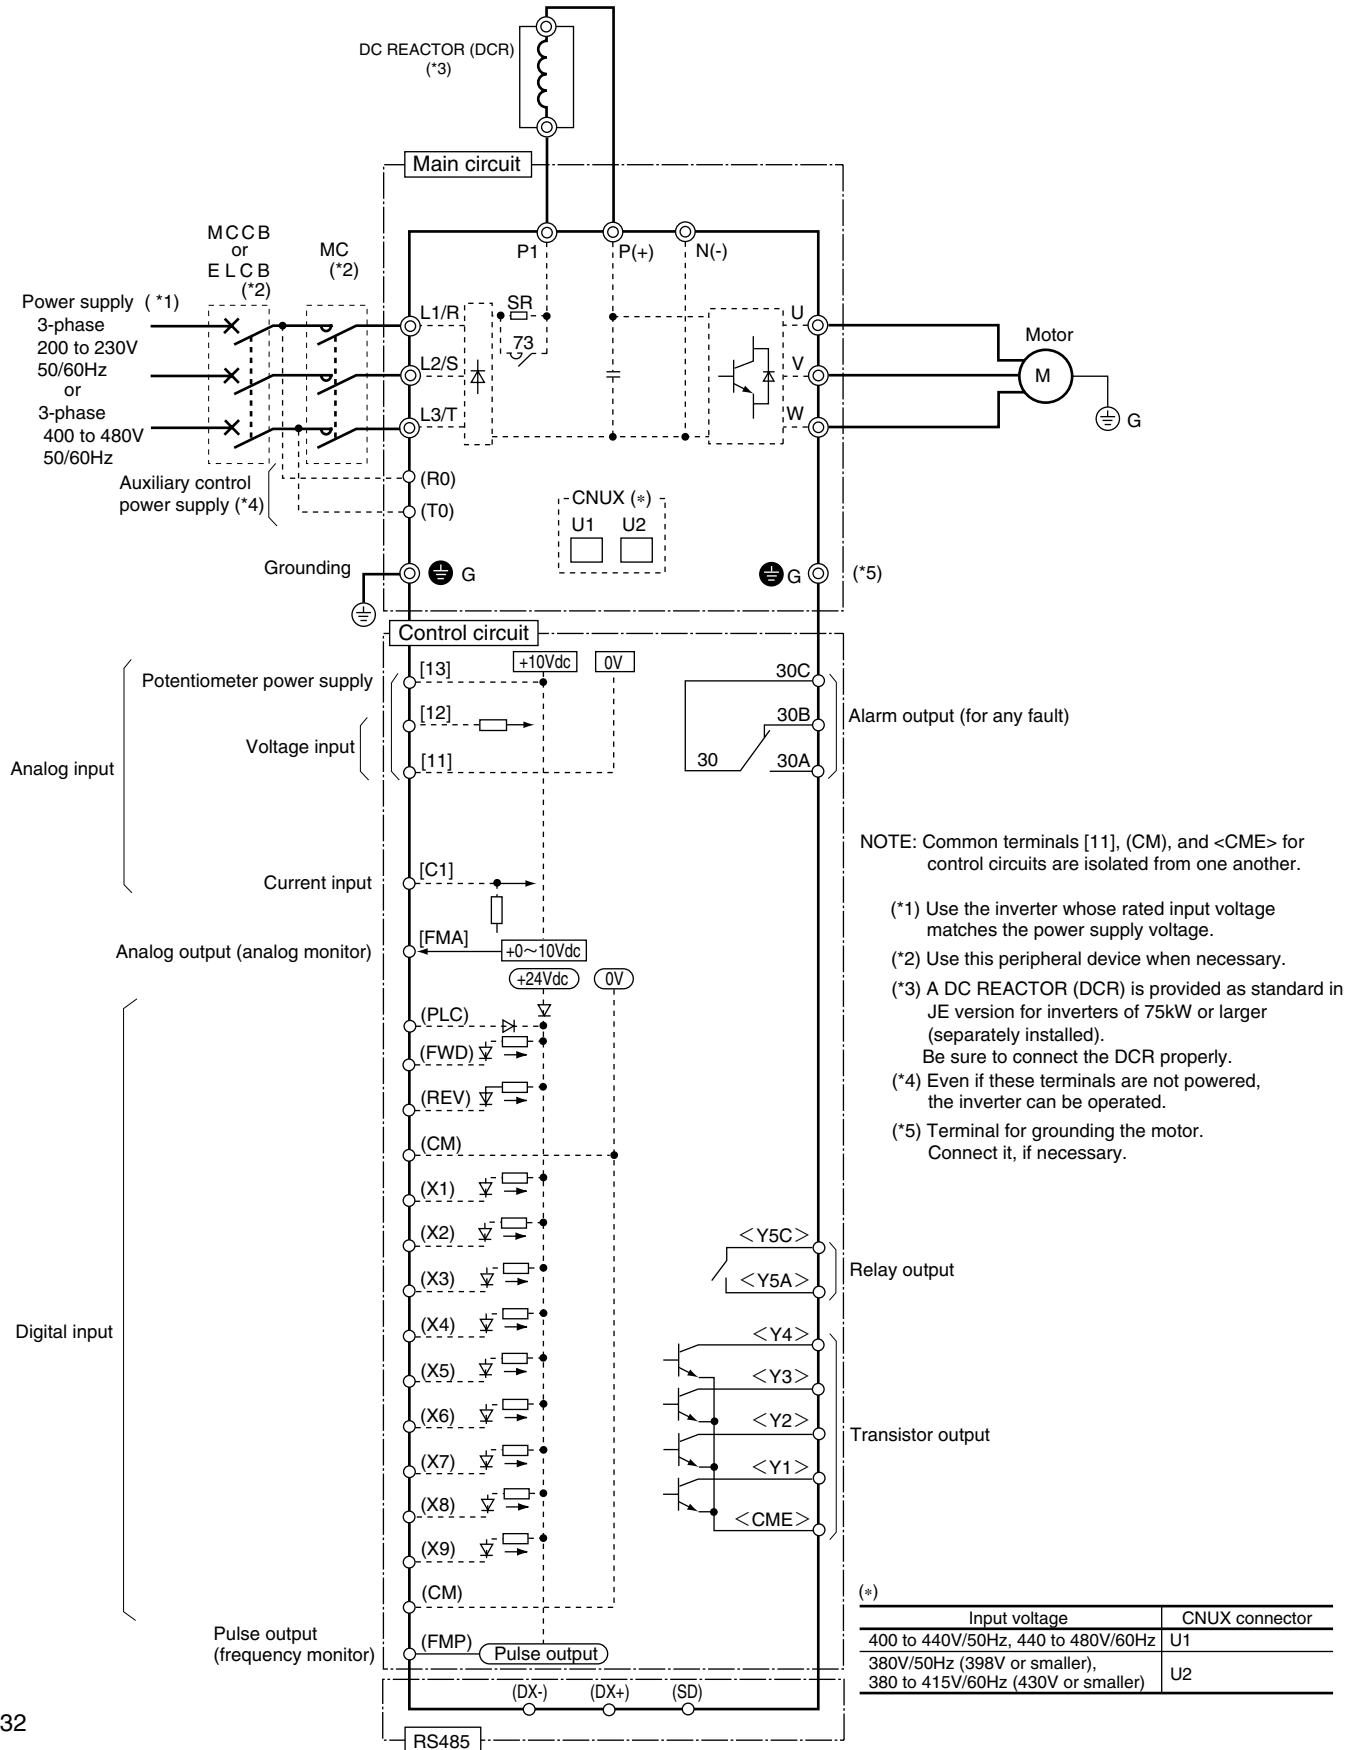 DC REACTOR (DCR)
(*3)
Main circuit
MCCB
or
ELCB
(*2)
MC
(*2)
P1
P(+)
N(-)
Power supply (*1)
3-phase
200 to 230V
50/60Hz
or
3-phase
400 to 480V
50/60Hz
L1/R
L2/S
L3/T
SR
73
U
V
W
Motor
M
G
Auxiliary control
power supply (*4)
(R0)
(T0)
CNUX (*)
U1 U2
Grounding
G
G
(*5)
Control circuit
Potentiometer power supply
[13]
+10Vdc
0V
30C
[12]
30B
Alarm output (for any fault)
Voltage input
[11]
30
30A
Analog input
NOTE: Common terminals [11], (CM), and <CME> for
control circuits are isolated from one another.
Current input
[C1]
(*1) Use the inverter whose rated input voltage
matches the power supply voltage.
Analog output (analog monitor)
[FMA]
+0～10Vdc
(*2) Use this peripheral device when necessary.
+24Vdc
0V
(*3) A DC REACTOR (DCR) is provided as standard in
JE version for inverters of 75kW or larger
(separately installed).
Be sure to connect the DCR properly.
(*4) Even if these terminals are not powered,
the inverter can be operated.
(*5) Terminal for grounding the motor.
Connect it, if necessary.
(PLC)
(FWD)
(REV)
(CM)
(X1)
(X2)
(X3)
(X4)
(X5)
(X6)
(X7)
(X8)
(X9)
(CM)
Digital input
<Y5C>
<Y5A>
Relay output
<Y4>
<Y3>
<Y2>
<Y1>
<CME>
Transistor output
Pulse output
(frequency monitor)
(FMP)
Pulse output
(*)
Input voltage CNUX connector
400 to 440V/50Hz, 440 to 480V/60Hz U1
380V/50Hz (398V or smaller),
380 to 415V/60Hz (430V or smaller) U2
(DX-) (DX+) (SD)
RS485
32